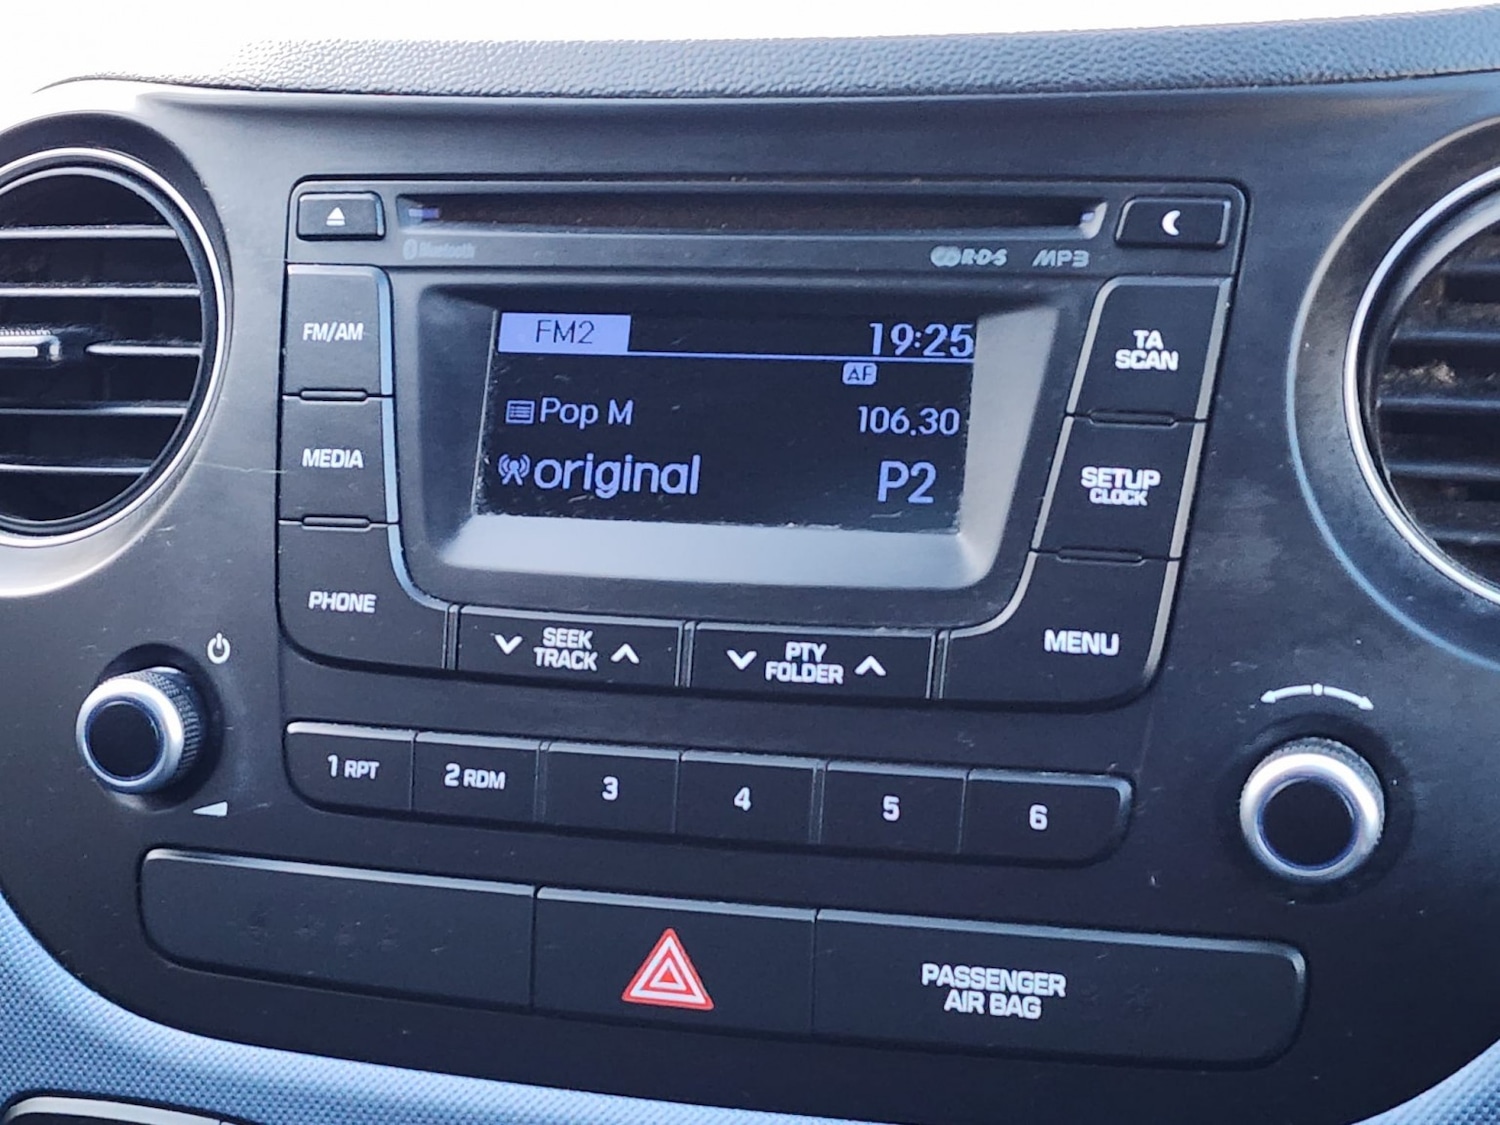 Bluetooth
RDS MP3
FM/AM
FM2 19:25
TA
SCAN
AF
Pop M 106.30
MEDIA
original P2
SETUP
CLOCK
PHONE
SEEK
TRACK
PTY
FOLDER
MENU
1 RPT 2 RDM 3 4 5 6
PASSENGER
AIR BAG